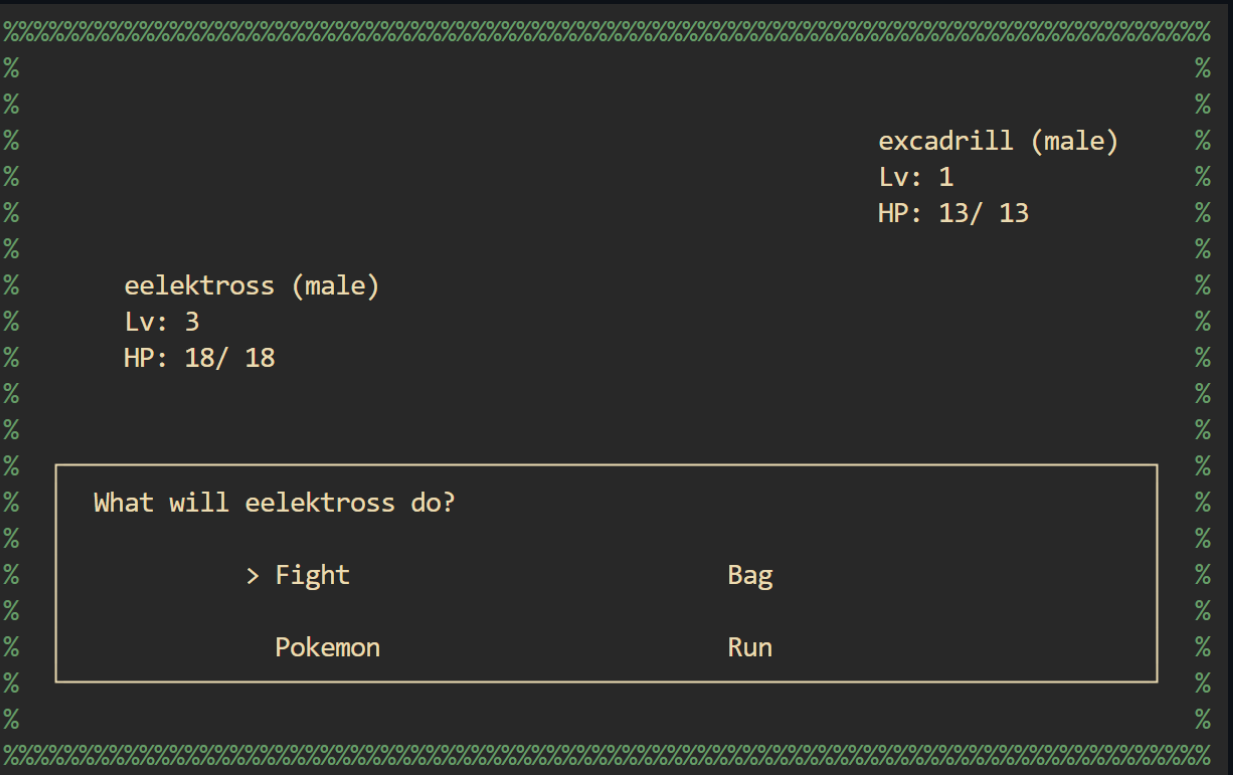 %%%%%%%%%%%%%%%%%%%%%%%%%%%%%%%%%%%%%%%%%%%%%%%%%%%%%%%%%%%%%%%%%%%%%%%%%%%%%%%%%%
% %
% %
% excadrill (male) %
% Lv: 1 %
% HP: 13/ 13 %
% %
% eelektross (male) %
% Lv: 3 %
% HP: 18/ 18 %
% %
% %
% %
% What will eelektross do? %
% %
% > Fight Bag %
% %
% Pokemon Run %
% %
% %
%%%%%%%%%%%%%%%%%%%%%%%%%%%%%%%%%%%%%%%%%%%%%%%%%%%%%%%%%%%%%%%%%%%%%%%%%%%%%%%%%%